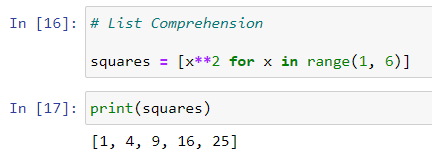 In [16]: # List Comprehension
squares = [x**2 for x in range(1, 6)]
In [17]: print(squares)
[1, 4, 9, 16, 25]